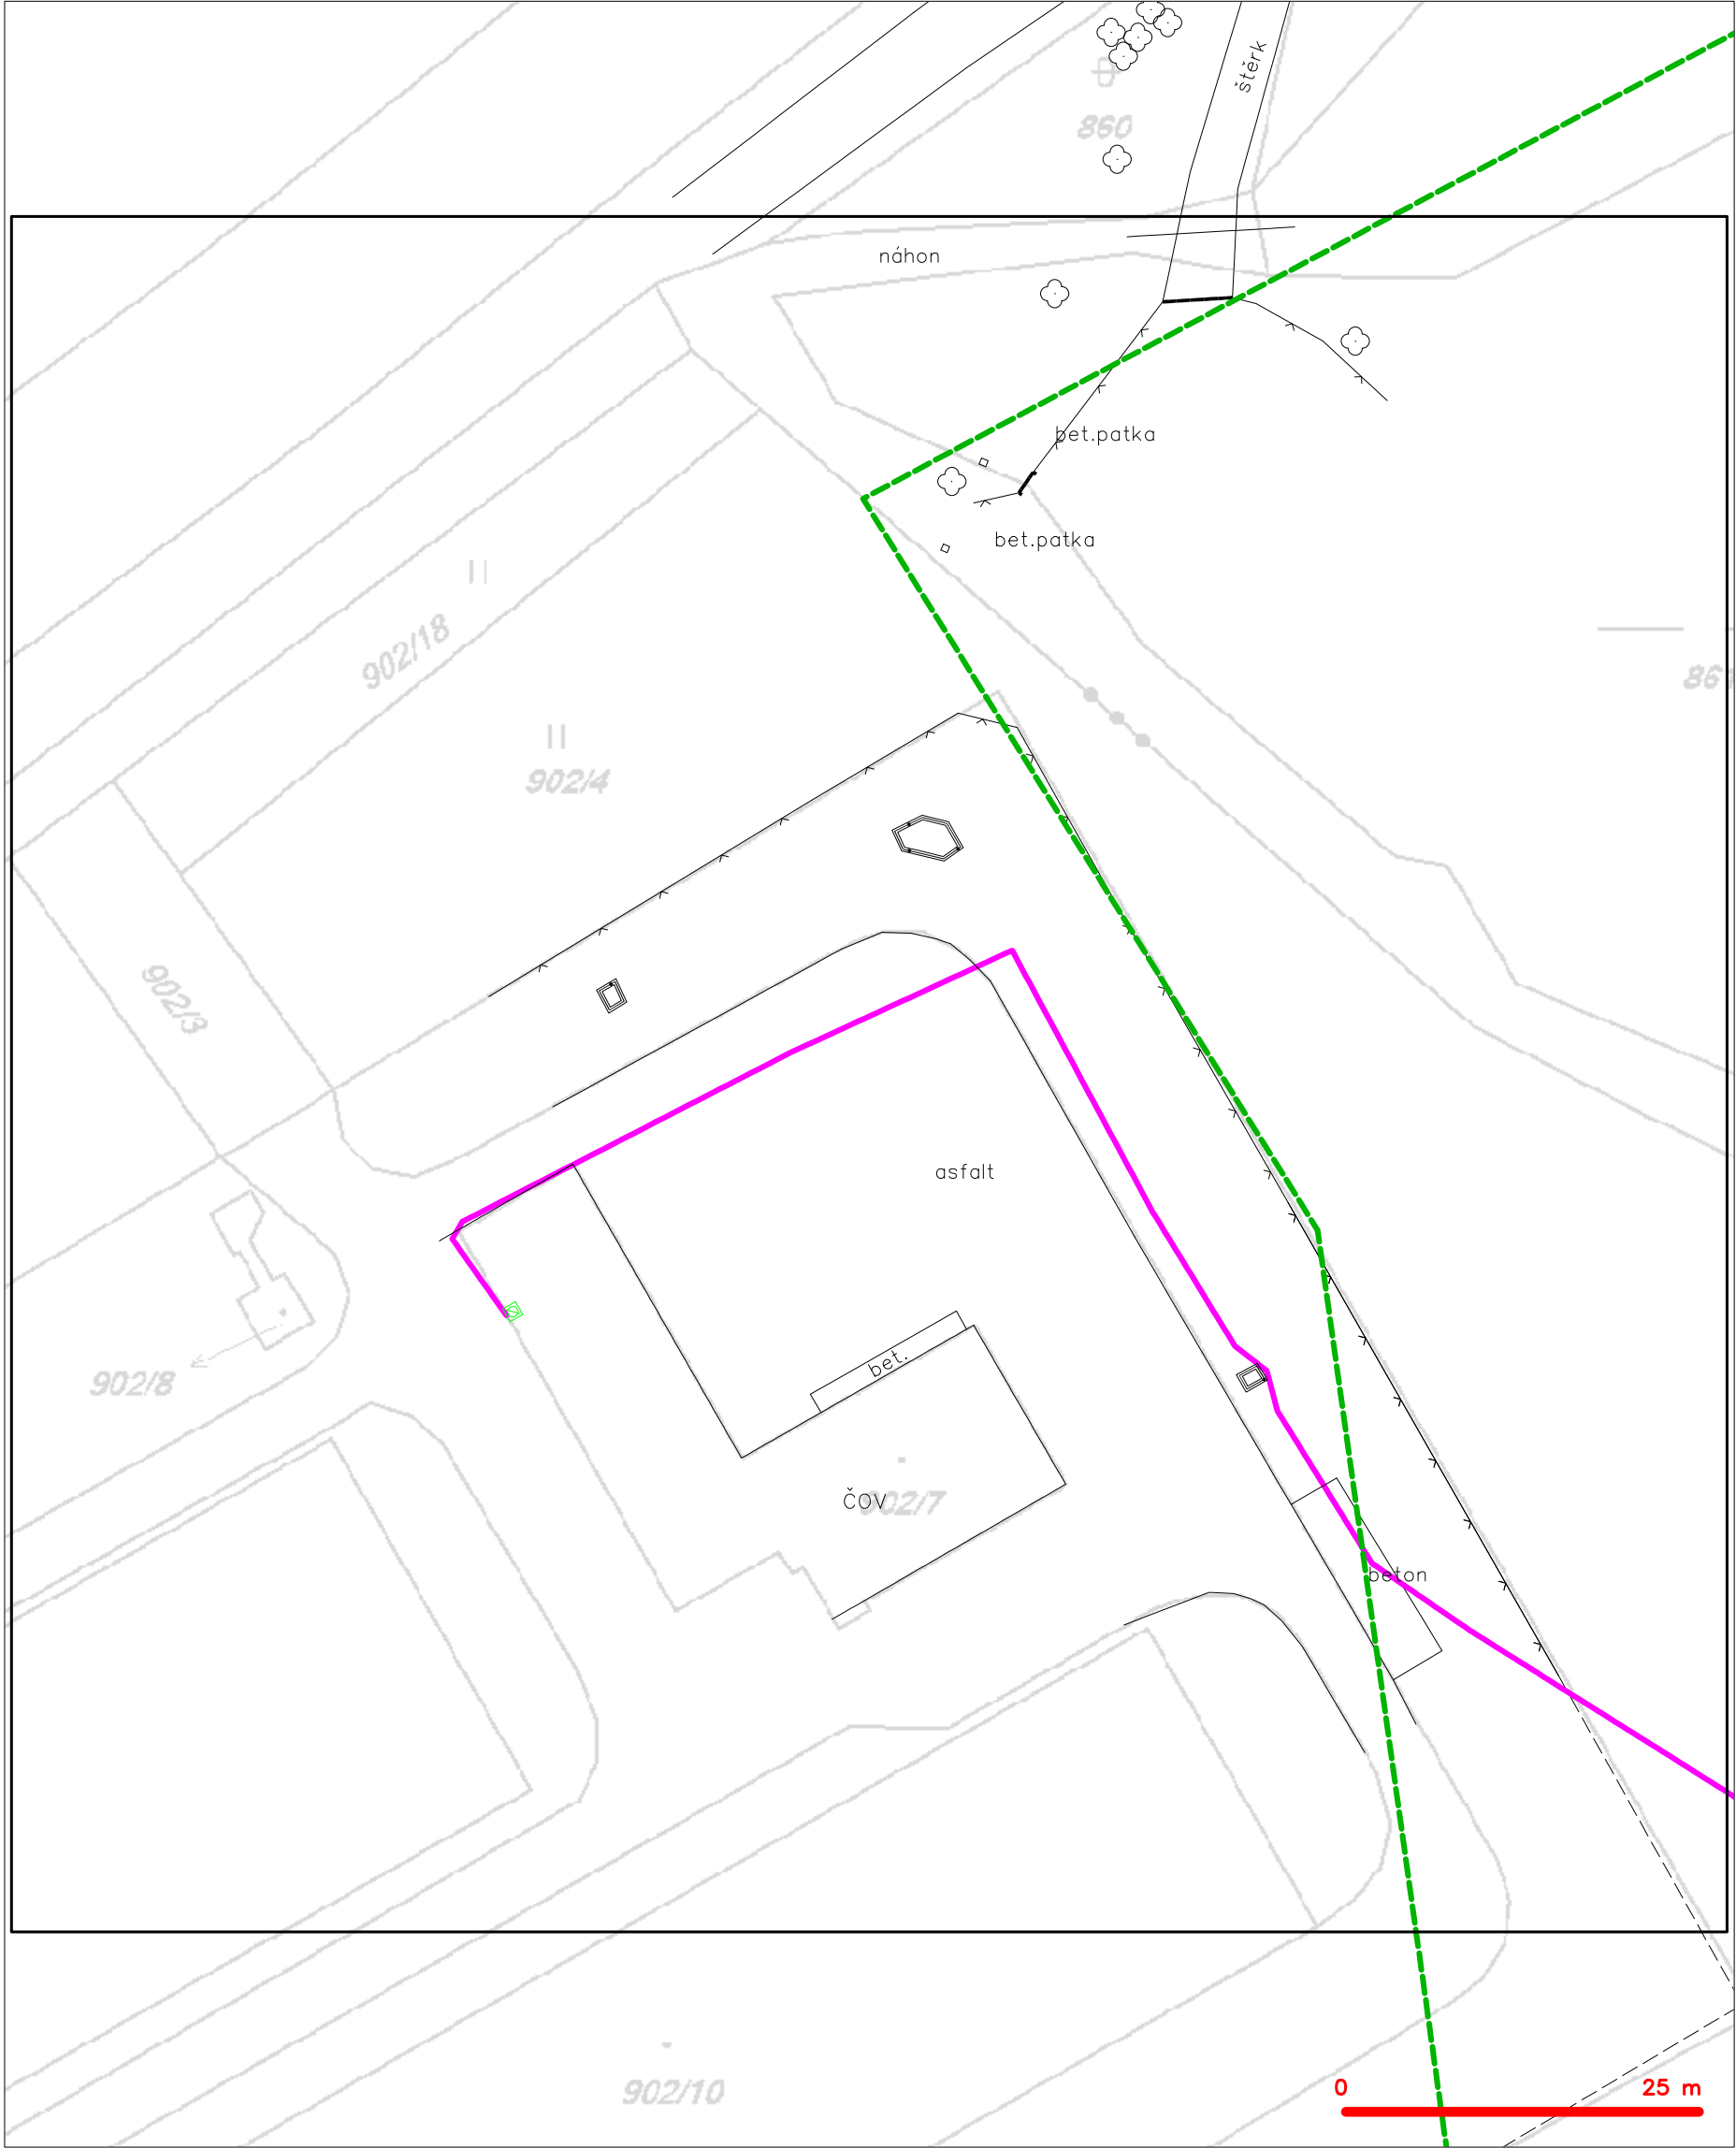 štěrk
860
náhon
bet.patka
bet.patka
902/18
902/4
902/3
asfalt
bet.
902/8
ČOV
902/7
beton
0
25 m
902/10